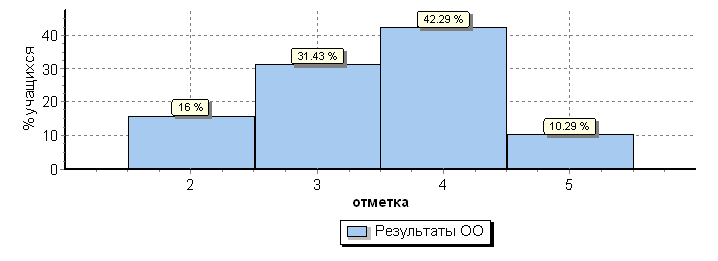 % учащихся
40
30
20
10
0
16 %
31.43 %
42.29 %
10.29 %
2 3 4 5
отметка
Результаты ОО